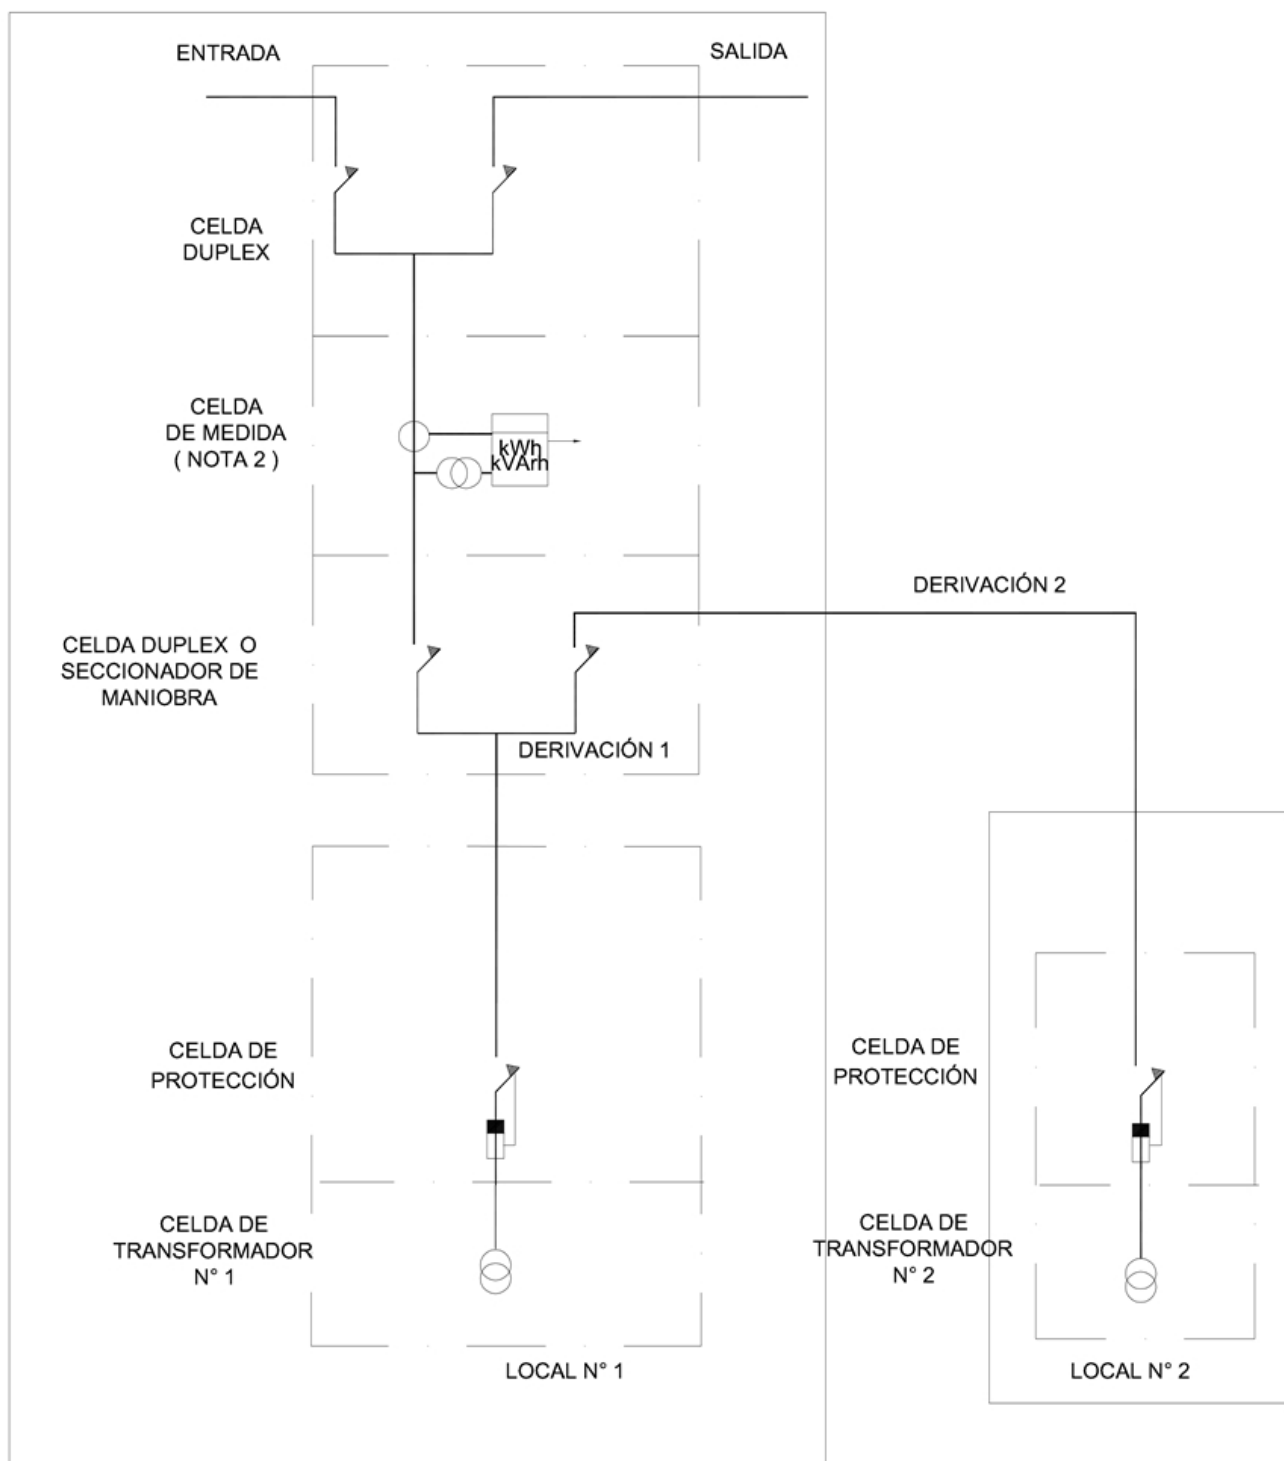 ENTRADA
SALIDA
CELDA
DUPLEX
CELDA
DE MEDIDA
( NOTA 2 )
kWh
kVArh
DERIVACIÓN 2
CELDA DUPLEX O
SECCIONADOR DE
MANIOBRA
DERIVACIÓN 1
CELDA DE
PROTECCIÓN
CELDA DE
PROTECCIÓN
CELDA DE
TRANSFORMADOR
N° 1
CELDA DE
TRANSFORMADOR
N° 2
LOCAL N° 1
LOCAL N° 2